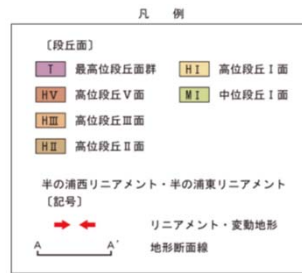 凡 例
〔段丘面〕
T 最高位段丘面群
HⅤ 高位段丘Ⅴ面
HⅢ 高位段丘Ⅲ面
HⅡ 高位段丘Ⅱ面
HⅠ 高位段丘Ⅰ面
MⅠ 中位段丘Ⅰ面
半の浦西リニアメント・半の浦東リニアメント
〔記号〕
リニアメント・変動地形
A A' 地形断面線